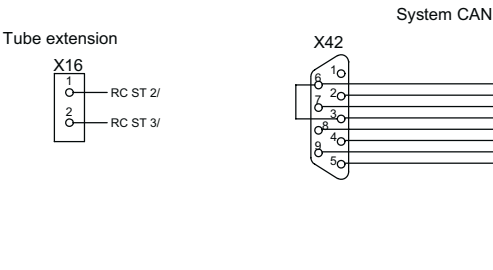 System CAN
Tube extension
X42
X16
1
RC ST 2/
2
RC ST 3/
1
6
2
7
3
8
4
9
5